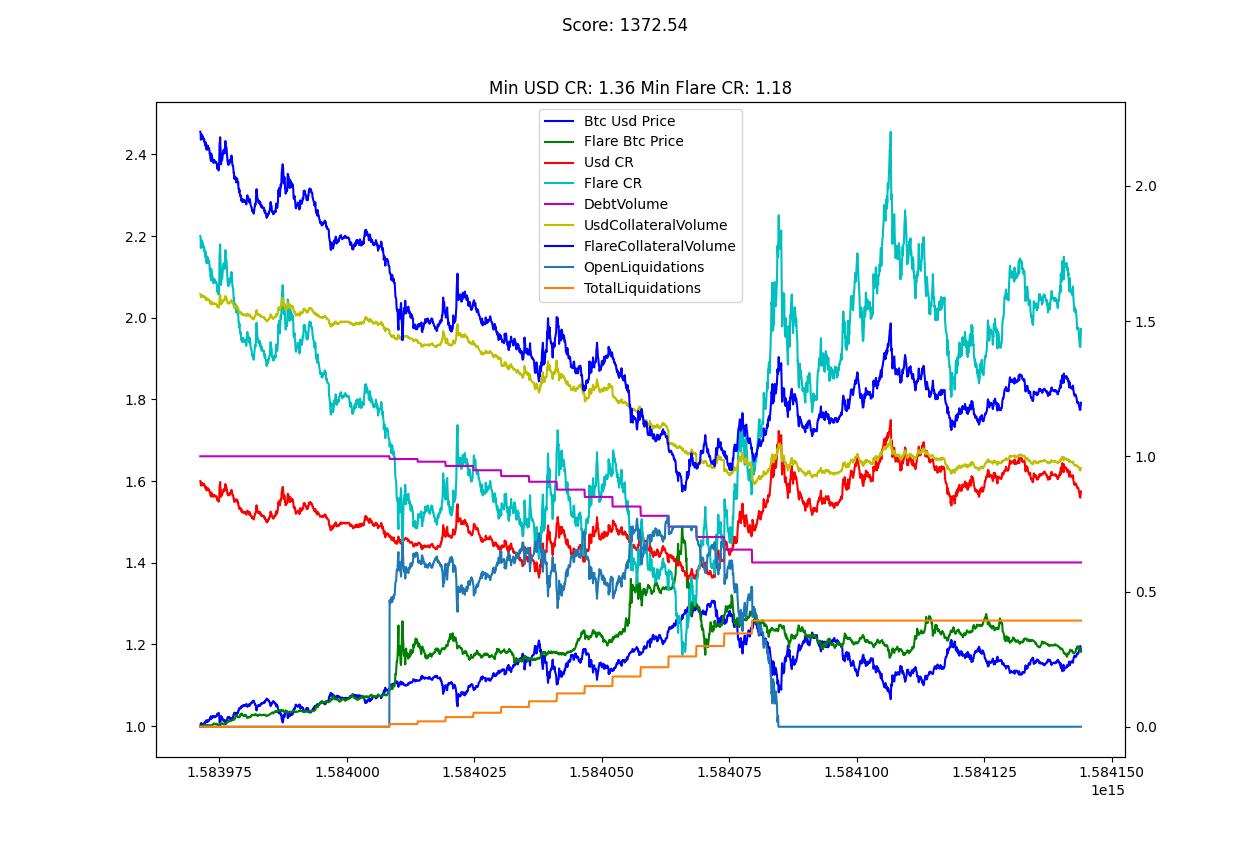 Score: 1372.54
Min USD CR: 1.36 Min Flare CR: 1.18
Btc Usd Price
Flare Btc Price
Usd CR
Flare CR
DebtVolume
UsdCollateralVolume
FlareCollateralVolume
OpenLiquidations
TotalLiquidations
2.4
2.2
2.0
1.8
1.6
1.4
1.2
1.0
2.0
1.5
1.0
0.5
0.0
1.583975 1.584000 1.584025 1.584050 1.584075 1.584100 1.584125 1.584150
1e15